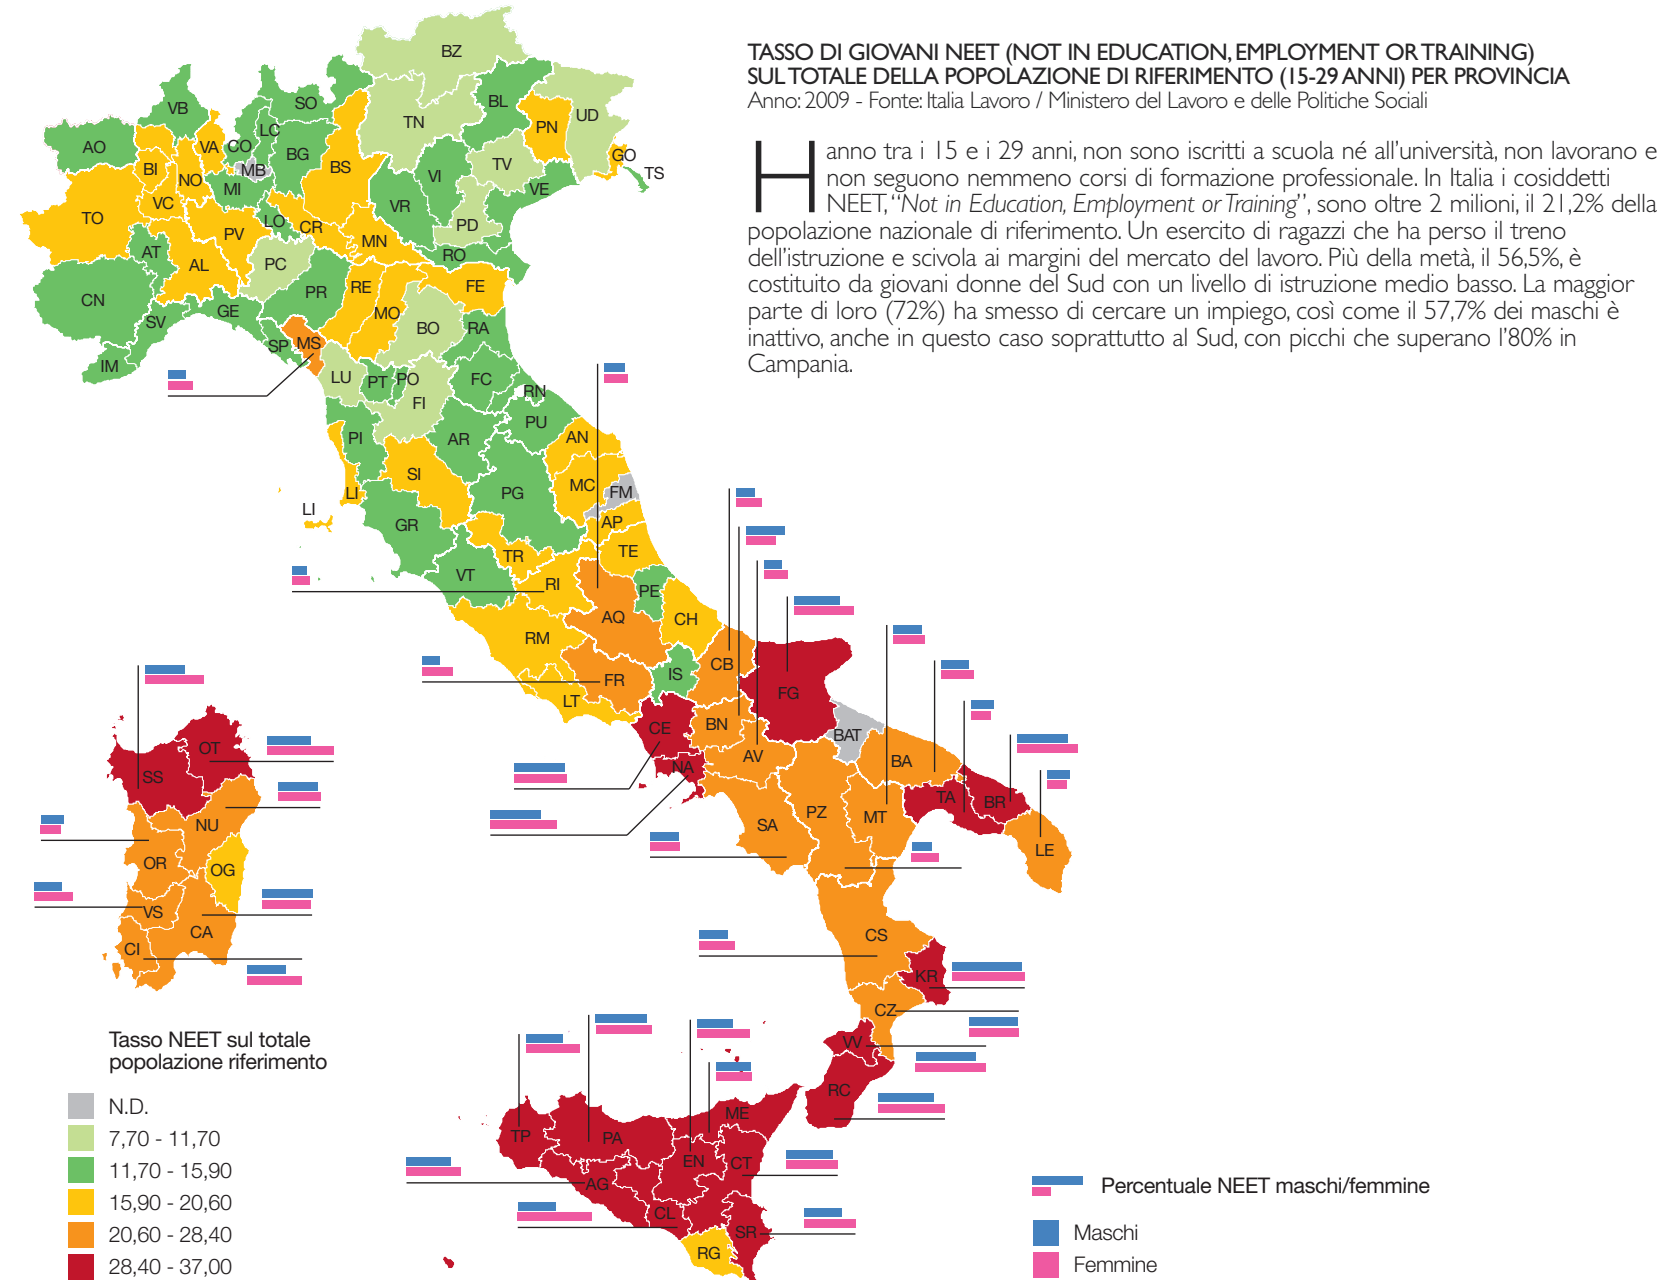 TASSO DI GIOVANI NEET (NOT IN EDUCATION, EMPLOYMENT OR TRAINING)
SUL TOTALE DELLA POPOLAZIONE DI RIFERIMENTO (15-29 ANNI) PER PROVINCIA
Anno: 2009 - Fonte: Italia Lavoro / Ministero del Lavoro e delle Politiche Sociali
Hanno tra i 15 e i 29 anni, non sono iscritti a scuola né all'università, non lavorano e
non seguono nemmeno corsi di formazione professionale. In Italia i cosiddetti
NEET, “Not in Education, Employment or Training”, sono oltre 2 milioni, il 21,2% della
popolazione nazionale di riferimento. Un esercito di ragazzi che ha perso il treno
dell'istruzione e scivola ai margini del mercato del lavoro. Più della metà, il 56,5%, è
costituito da giovani donne del Sud con un livello di istruzione medio basso. La maggior
parte di loro (72%) ha smesso di cercare un impiego, così come il 57,7% dei maschi è
inattivo, anche in questo caso soprattutto al Sud, con picchi che superano l'80% in
Campania.
BZ
VB
SO
BL
TN
UD
PN
AO
VA
CO
LC
BG
BI
MB
BS
TV
GO
TS
NO
MI
VI
VE
VC
TO
LO
CR
VR
PD
PV
MN
AT
RO
AL
PC
CN
PR
RE
FE
GE
MO
SV
BO
RA
SP
MS
IM
LU
PT
PO
FC
RN
FI
PU
PI
AR
AN
SI
MC
LI
PG
FM
LI
GR
AP
TR
TE
VT
RI
PE
AQ
CH
RM
CB
IS
FR
FG
LT
CE
BN
BAT
OT
AV
BA
SS
NA
TA
BR
PZ
MT
NU
SA
OR
LE
OG
VS
CA
CS
CI
KR
CZ
VV
RC
ME
TP
PA
EN
CT
AG
CL
SR
RG
Tasso NEET sul totale
popolazione riferimento
N.D.
7,70 - 11,70
11,70 - 15,90
15,90 - 20,60
20,60 - 28,40
28,40 - 37,00
Percentuale NEET maschi/femmine
Maschi
Femmine